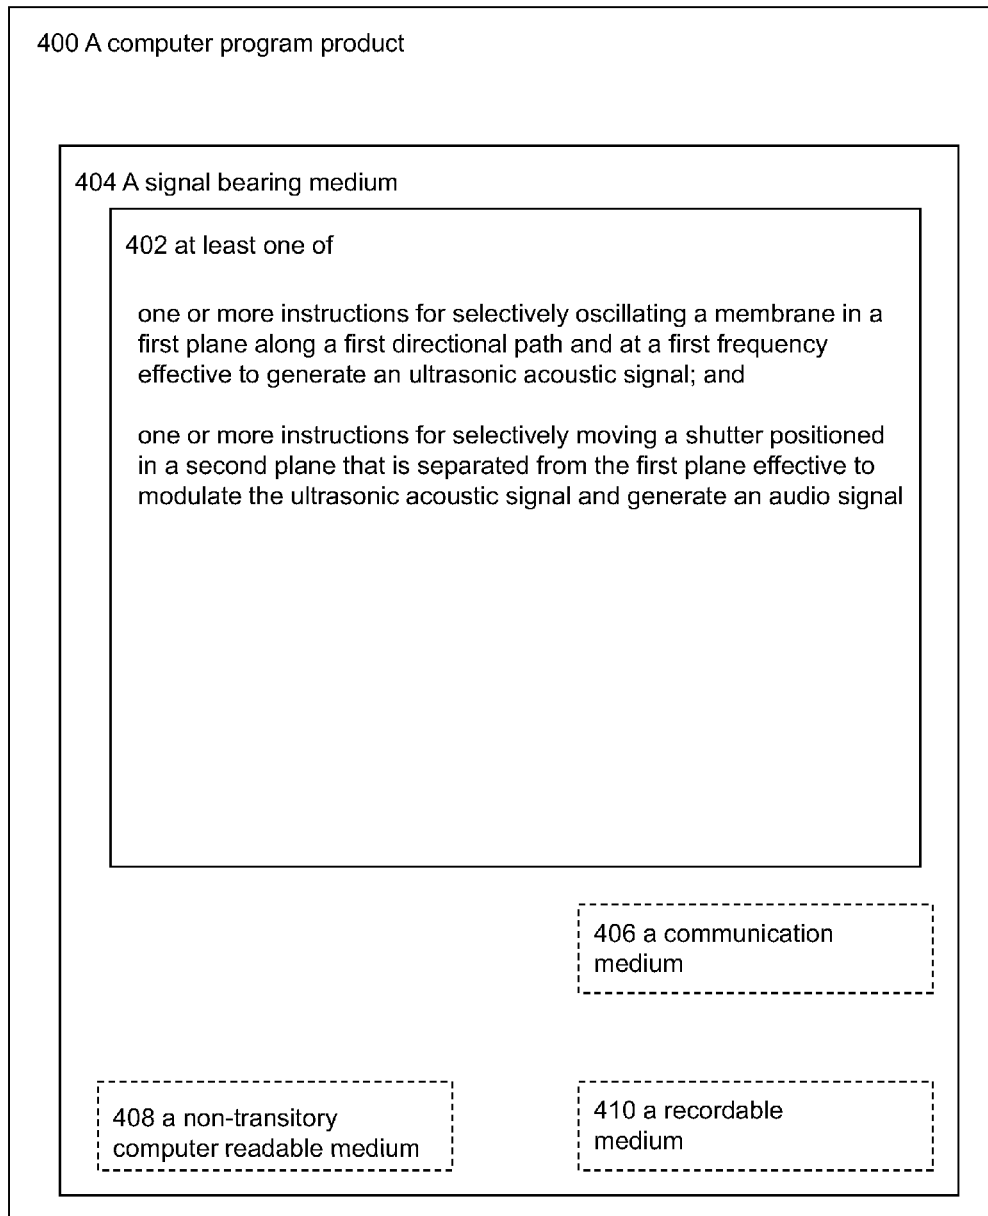 400 A computer program product
404 A signal bearing medium
402 at least one of
one or more instructions for selectively oscillating a membrane in a
first plane along a first directional path and at a first frequency
effective to generate an ultrasonic acoustic signal; and
one or more instructions for selectively moving a shutter positioned
in a second plane that is separated from the first plane effective to
modulate the ultrasonic acoustic signal and generate an audio signal
406 a communication
medium
408 a non-transitory
computer readable medium
410 a recordable
medium